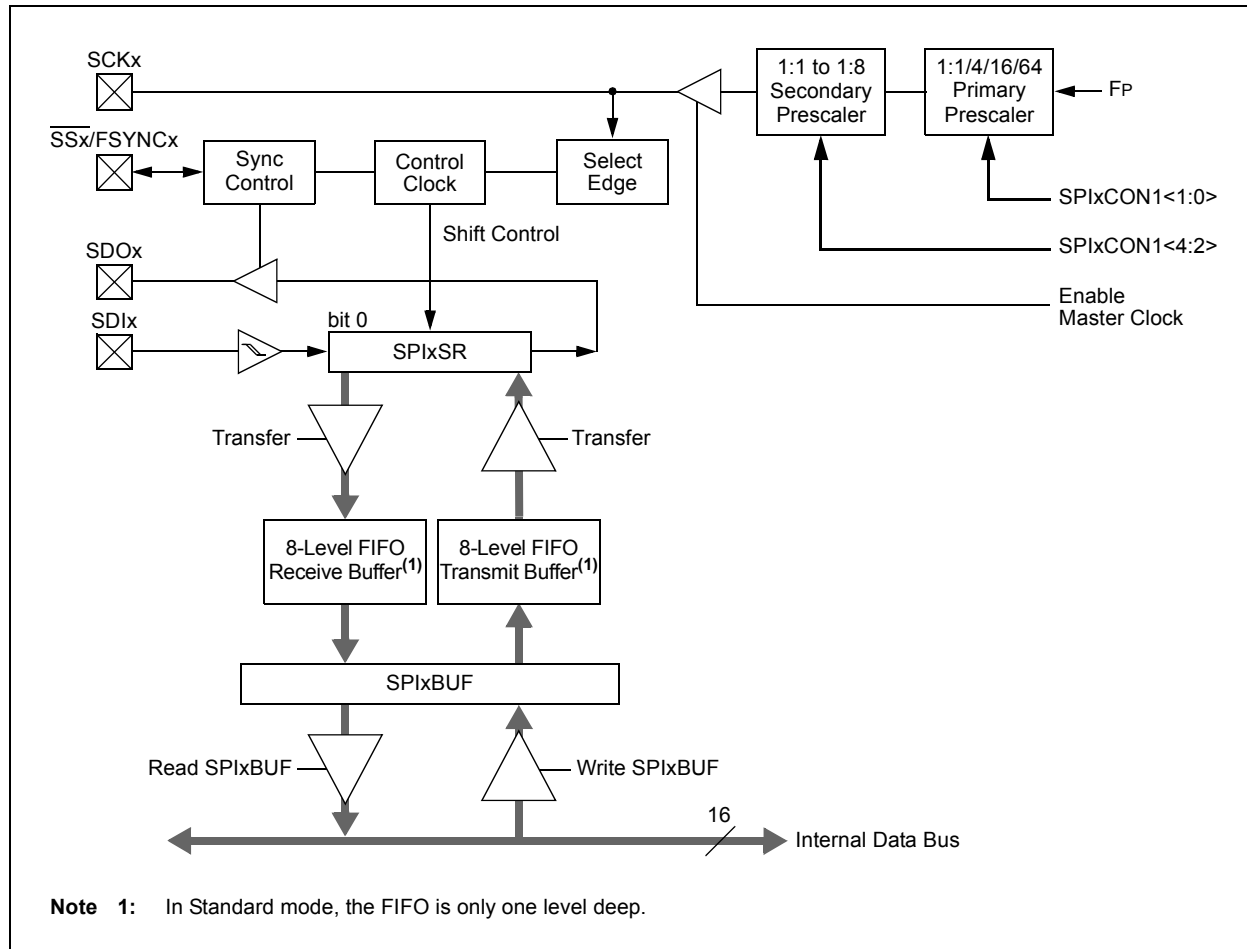 SCKx
1:1 to 1:8
Secondary
Prescaler
1:1/4/16/64
Primary
Prescaler
FP
SSx/FSYNCx
Sync
Control
Control
Clock
Select
Edge
SPIxCON1<1:0>
Shift Control
SPIxCON1<4:2>
SDOx
Enable
Master Clock
SDIx
bit 0
SPIxSR
Transfer
Transfer
8-Level FIFO
Receive Buffer(1)
8-Level FIFO
Transmit Buffer(1)
SPIxBUF
Read SPIxBUF
Write SPIxBUF
16
Internal Data Bus
Note 1: In Standard mode, the FIFO is only one level deep.